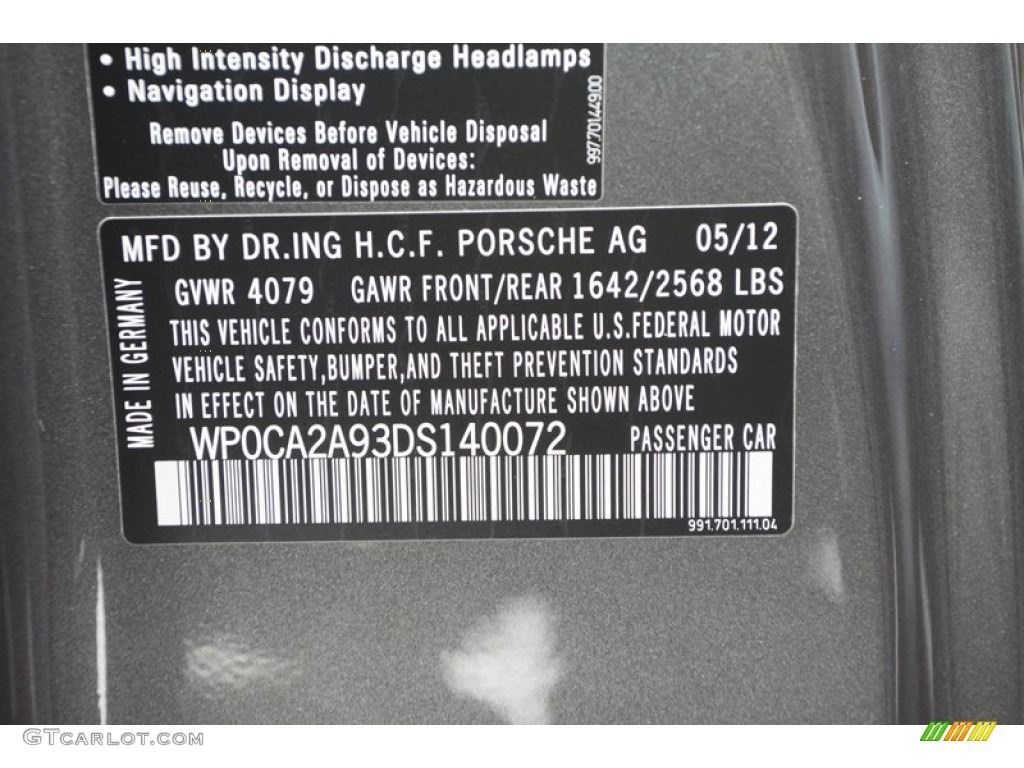 • High Intensity Discharge Headlamps
• Navigation Display
Remove Devices Before Vehicle Disposal
Upon Removal of Devices:
Please Reuse, Recycle, or Dispose as Hazardous Waste
99770144900
MFD BY DR.ING H.C.F. PORSCHE AG 05/12
GVWR 4079 GAWR FRONT/REAR 1642/2568 LBS
THIS VEHICLE CONFORMS TO ALL APPLICABLE U.S.FEDERAL MOTOR
VEHICLE SAFETY,BUMPER,AND THEFT PREVENTION STANDARDS
IN EFFECT ON THE DATE OF MANUFACTURE SHOWN ABOVE
MADE IN GERMANY
WP0CA2A93DS140072 PASSENGER CAR
991.701.111.04
GTCARLOT.COM